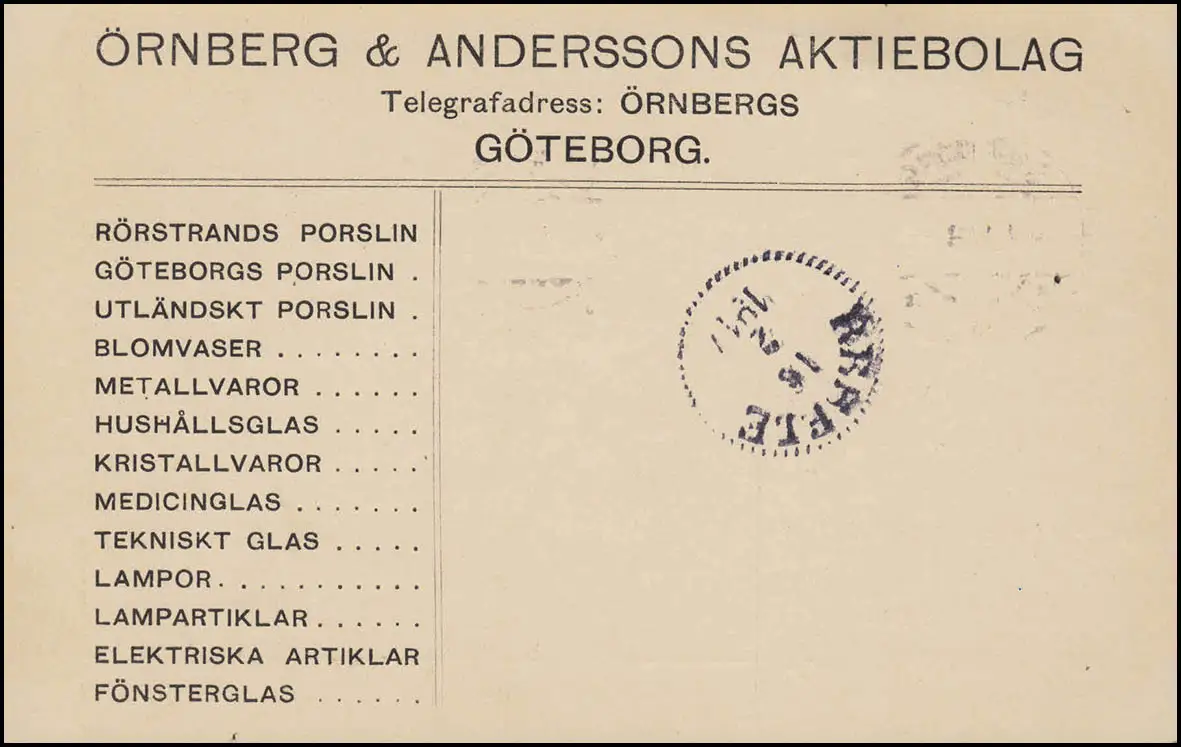 ÖRNBERG & ANDERSSONS AKTIEBOLAG
Telegrafadress: ÖRNBERGS
GÖTEBORG.
RÖRSTRANDS PORSLIN
GÖTEBORGS PORSLIN .
UTLÄNDSKT PORSLIN .
BLOMVASER . . . . . . . .
METALLVAROR . . . . . .
HUSHÅLLSGLAS . . . . .
KRISTALLVAROR . . . . .
MEDICINGLAS . . . . . . .
TEKNISKT GLAS . . . . .
LAMPOR. . . . . . . . . . .
LAMPARTIKLAR. . . . . .
ELEKTRISKA ARTIKLAR
FÖNSTERGLAS . . . . . .